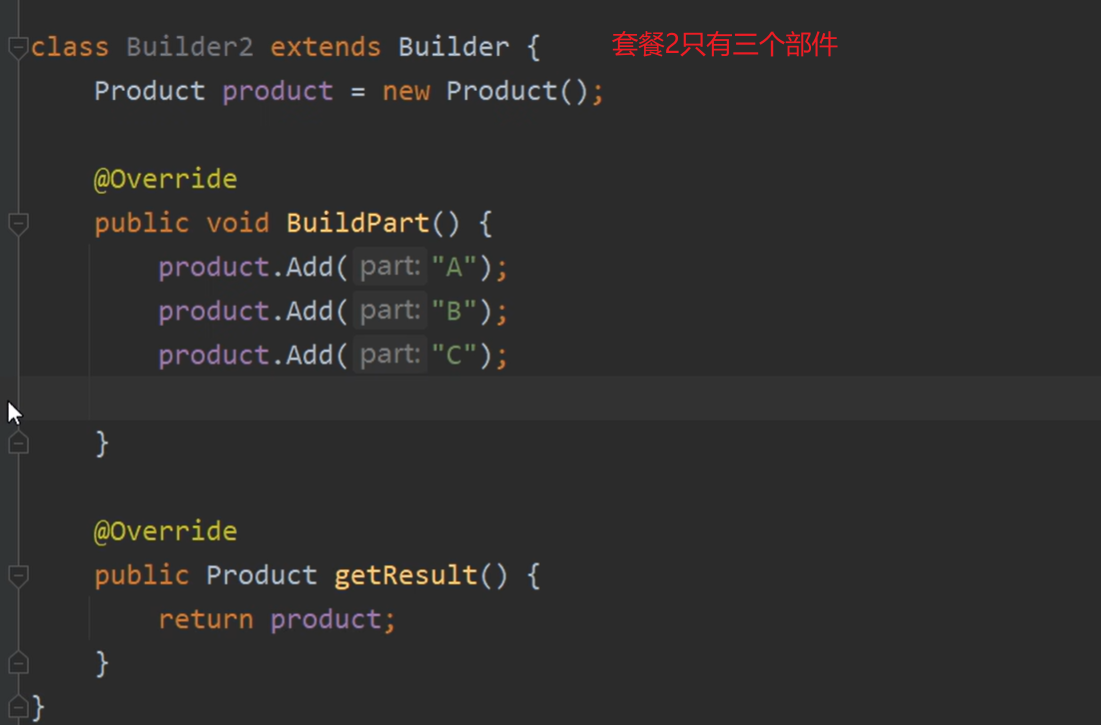 class Builder2 extends Builder { 套餐2只有三个部件
Product product = new Product();
@Override
public void BuildPart() {
product.Add( part: "A");
product.Add( part: "B");
product.Add( part: "C");
}
@Override
public Product getResult() {
return product;
}
}